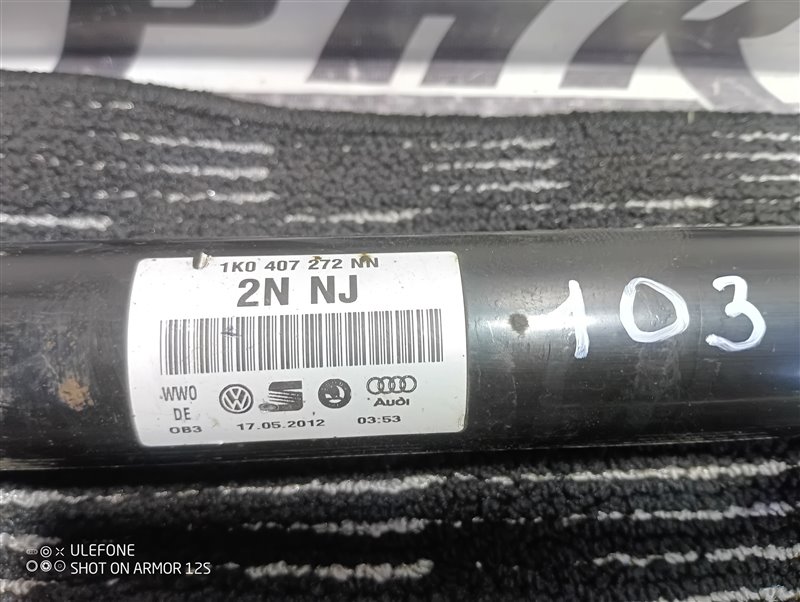 1K0 407 272 NN
2N NJ
WWO
DE
OB3
17.05.2012
03:53
Audi
103
ULEFONE
SHOT ON ARMOR 12S